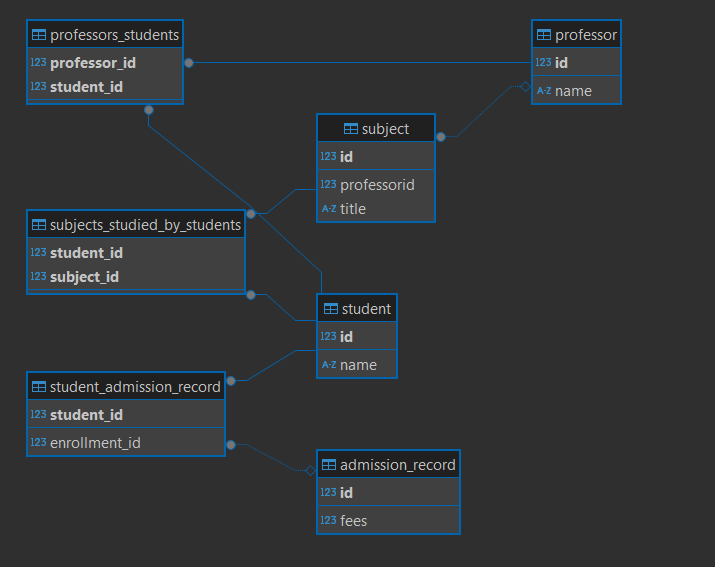 professors_students
123 professor_id
123 student_id
professor
123 id
A-Z name
subject
123 id
123 professorid
A-Z title
subjects_studied_by_students
123 student_id
123 subject_id
student
123 id
A-Z name
student_admission_record
123 student_id
123 enrollment_id
admission_record
123 id
123 fees